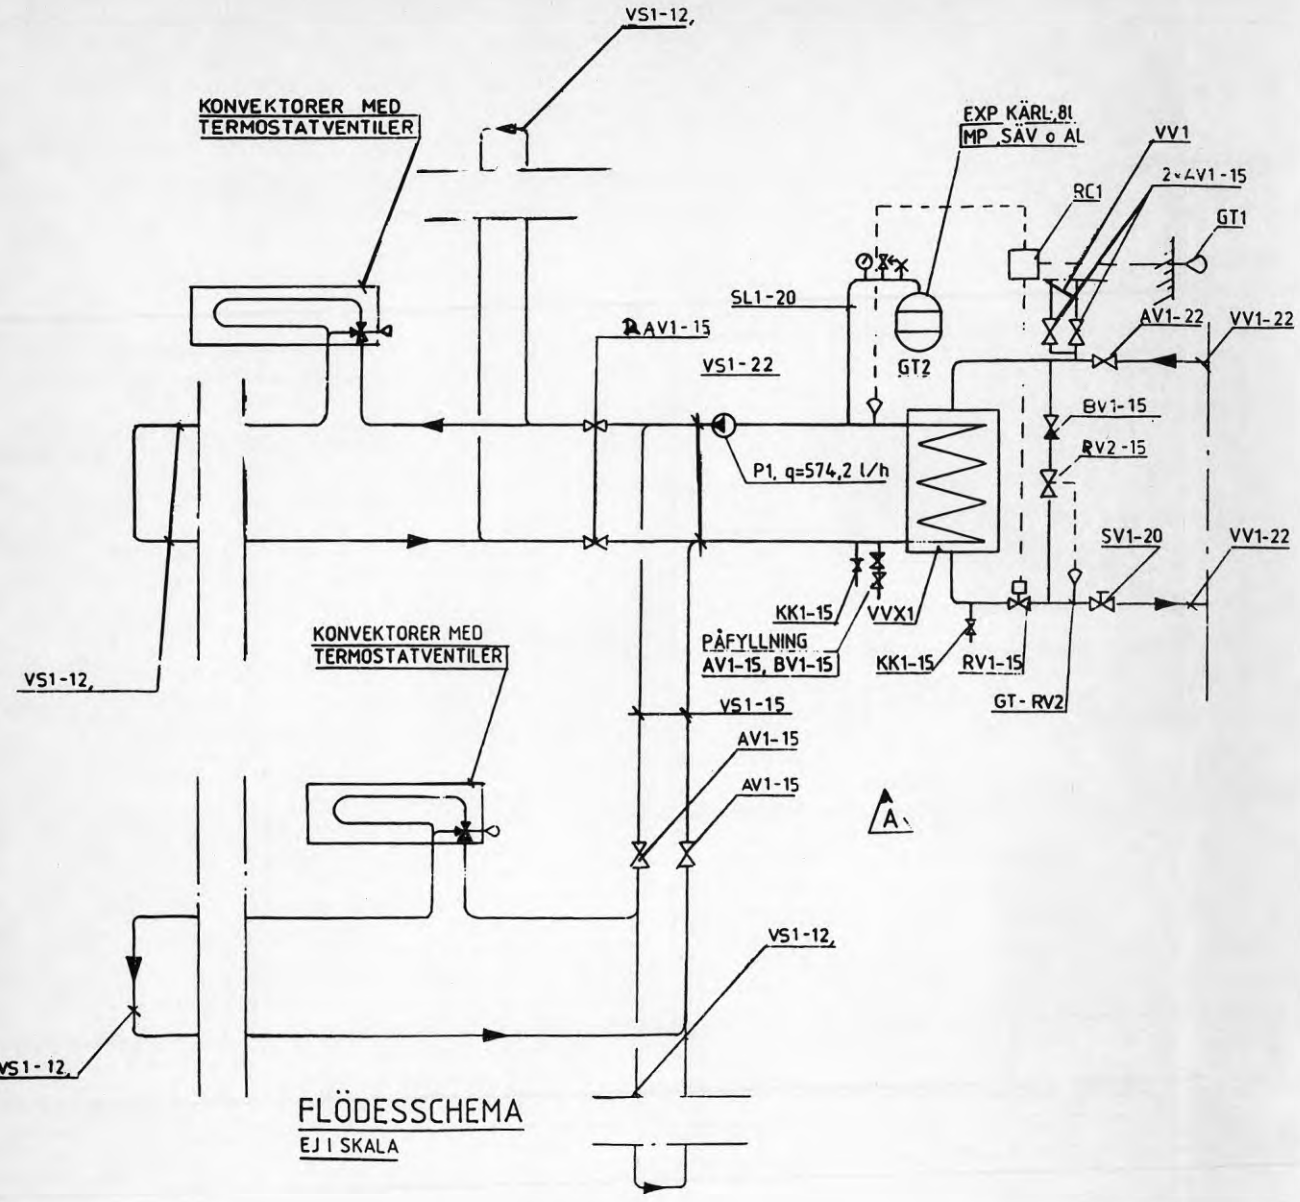 VS1-12,
KONVEKTORER MED
TERMOSTATVENTILER
EXP KÄRL,8l
MP, SÄV o AL
VV1
2×AV1-15
RC1
GT1
SL1-20
AV1-15
AV1-22
VV1-22
VS1-22
GT2
BV1-15
RV2-15
P1, q=574,2 l/h
SV1-20
VV1-22
KK1-15
VVX1
PÅFYLLNING
AV1-15, BV1-15
KK1-15
RV1-15
GT-RV2
KONVEKTORER MED
TERMOSTATVENTILER
VS1-12,
VS1-15
AV1-15
AV1-15
A
VS1-12,
VS1-12,
FLÖDESSCHEMA
EJ I SKALA